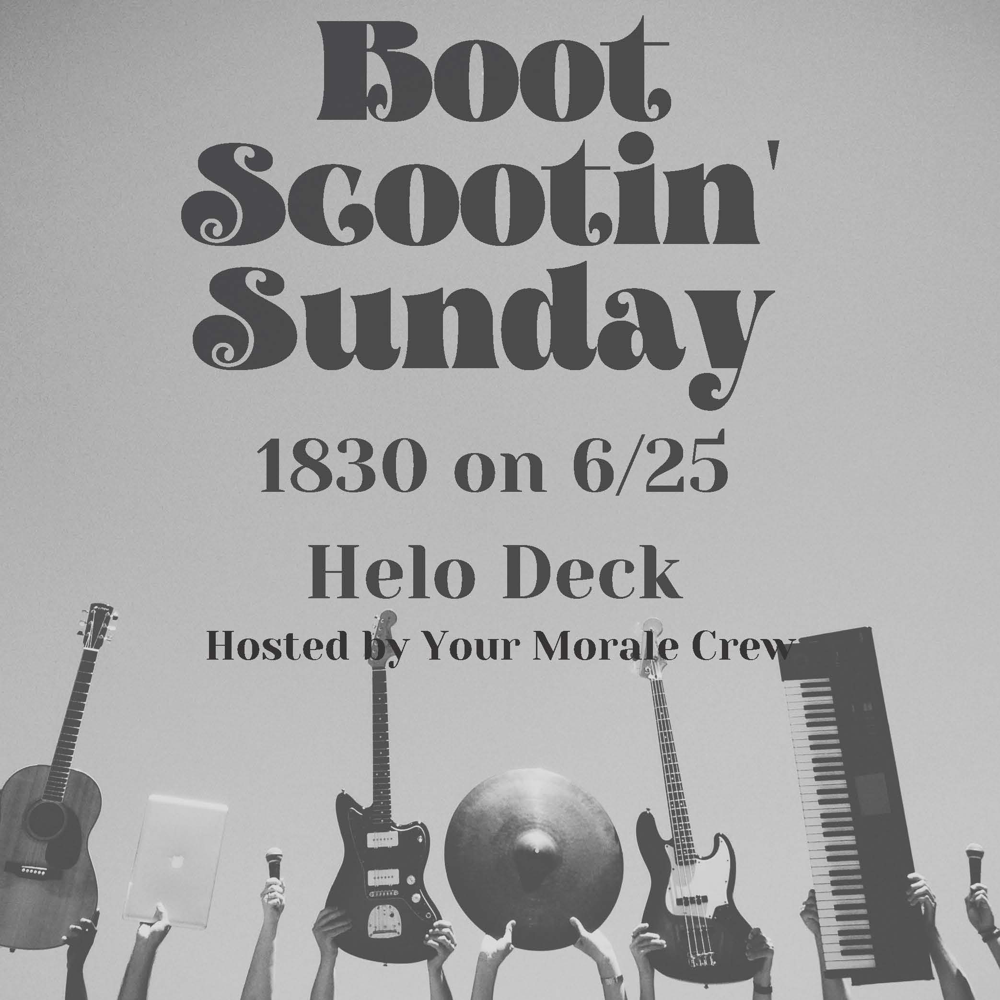 Boot
Scootin'
Sunday
1830 on 6/25
Helo Deck
Hosted by Your Morale Crew